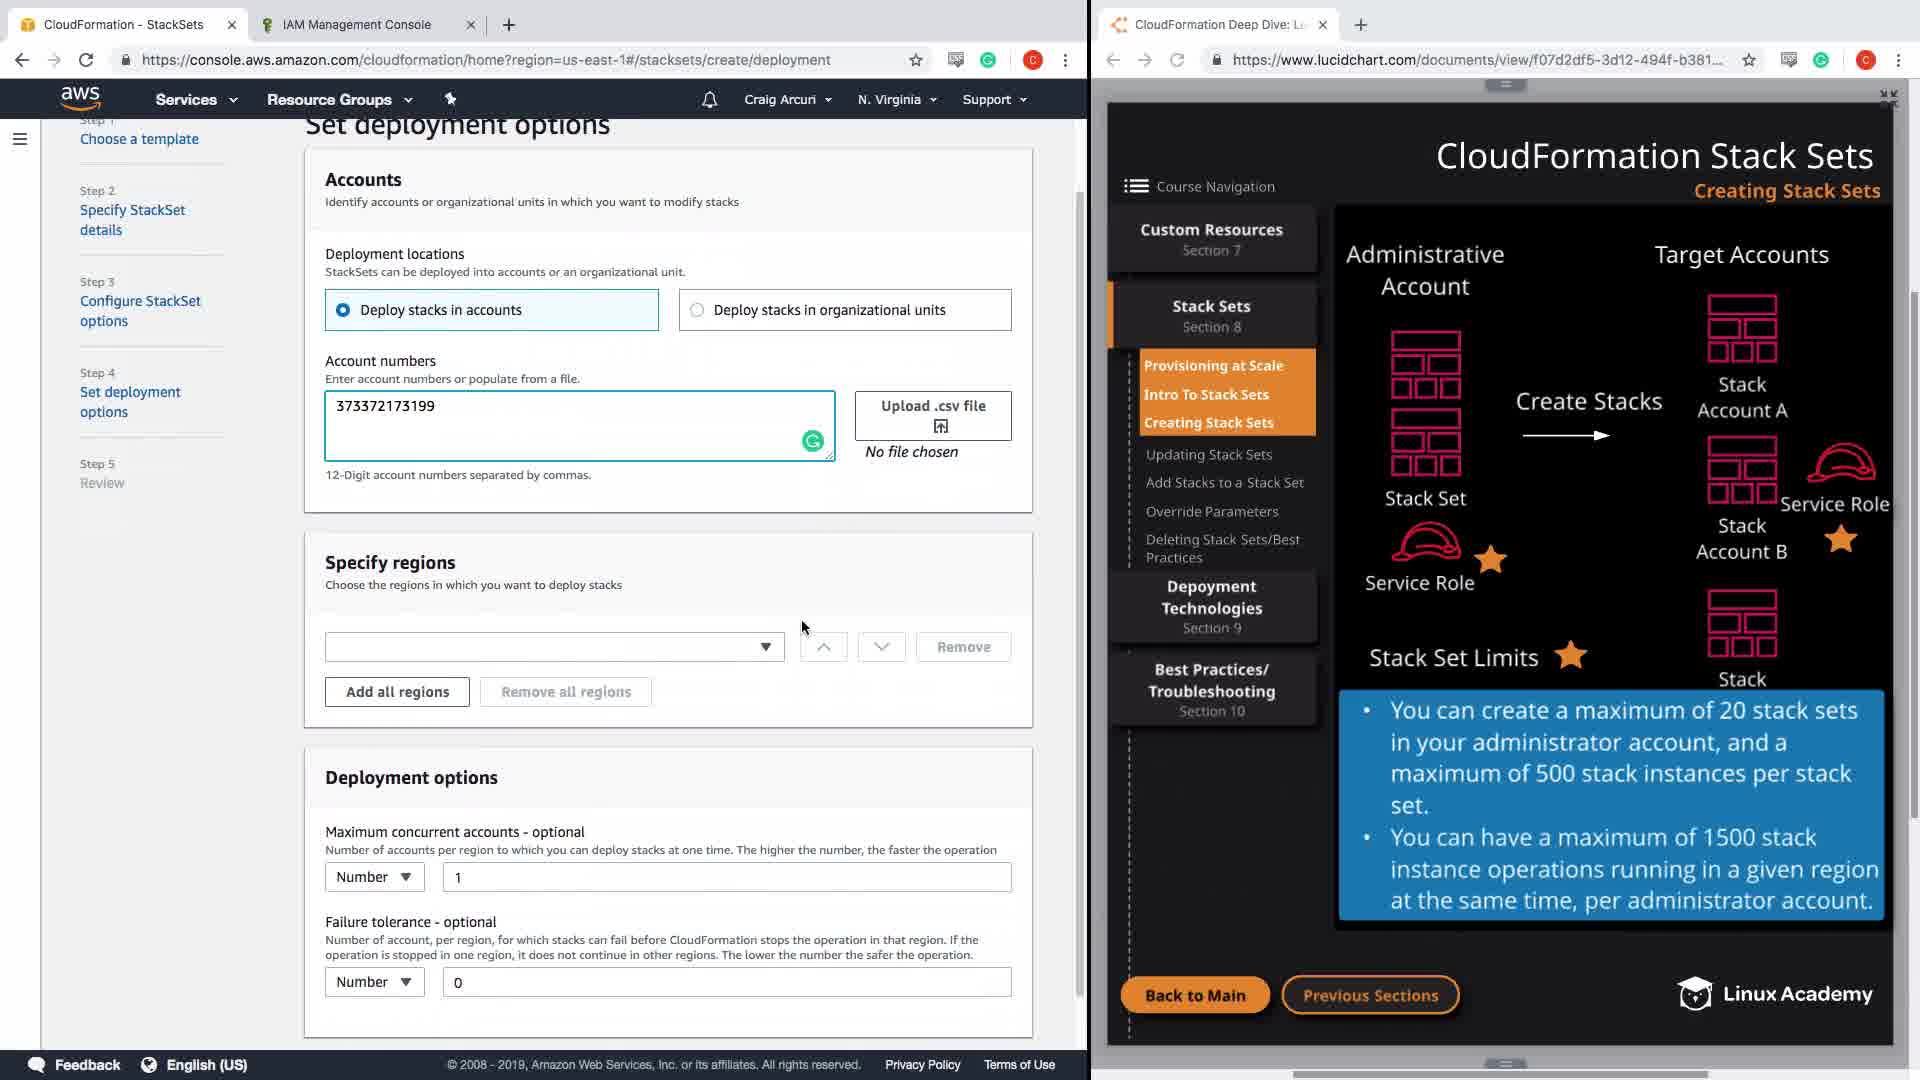 CloudFormation - StackSets
IAM Management Console
https://console.aws.amazon.com/cloudformation/home?region=us-east-1#/stacksets/create/deployment
C
aws
Services
Resource Groups
Craig Arcuri
N. Virginia
Support
Step 1
Choose a template
Step 2
Specify StackSet
details
Step 3
Configure StackSet
options
Step 4
Set deployment
options
Step 5
Review
Set deployment options
Accounts
Identify accounts or organizational units in which you want to modify stacks
Deployment locations
StackSets can be deployed into accounts or an organizational unit.
Deploy stacks in accounts
Deploy stacks in organizational units
Account numbers
Enter account numbers or populate from a file.
373372173199
Upload .csv file
No file chosen
12-Digit account numbers separated by commas.
Specify regions
Choose the regions in which you want to deploy stacks
Remove
Add all regions
Remove all regions
Deployment options
Maximum concurrent accounts - optional
Number of accounts per region to which you can deploy stacks at one time. The higher the number, the faster the operation
Number
1
Failure tolerance - optional
Number of account, per region, for which stacks can fail before CloudFormation stops the operation in that region. If the
operation is stopped in one region, it does not continue in other regions. The lower the number the safer the operation.
Number
0
Feedback
English (US)
© 2008 - 2019, Amazon Web Services, Inc. or its affiliates. All rights reserved.
Privacy Policy
Terms of Use
CloudFormation Deep Dive: Le
https://www.lucidchart.com/documents/view/f07d2df5-3d12-494f-b381...
C
CloudFormation Stack Sets
Creating Stack Sets
Course Navigation
Custom Resources
Section 7
Stack Sets
Section 8
Provisioning at Scale
Intro To Stack Sets
Creating Stack Sets
Updating Stack Sets
Add Stacks to a Stack Set
Override Parameters
Deleting Stack Sets/Best
Practices
Depoyment
Technologies
Section 9
Best Practices/
Troubleshooting
Section 10
Administrative
Account
Stack Set
Service Role
Create Stacks
Target Accounts
Stack
Account A
Stack
Account B
Service Role
Stack
Stack Set Limits
• You can create a maximum of 20 stack sets
in your administrator account, and a
maximum of 500 stack instances per stack
set.
• You can have a maximum of 1500 stack
instance operations running in a given region
at the same time, per administrator account.
Back to Main
Previous Sections
Linux Academy